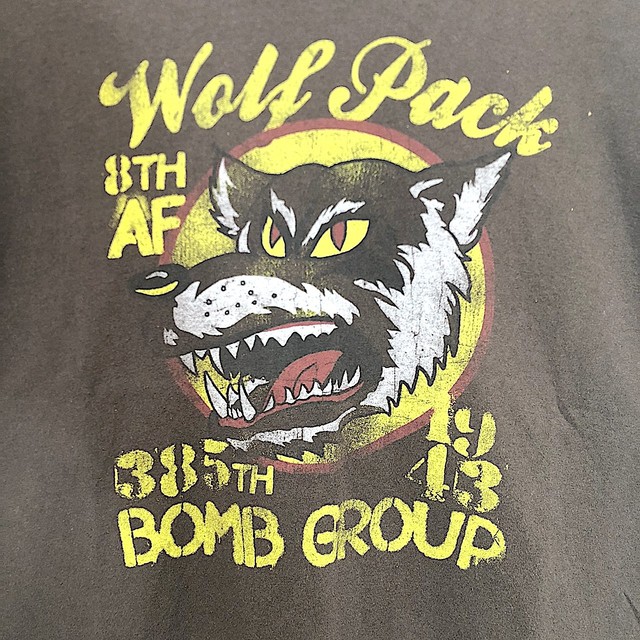 Wolf Pack
8TH
AF
385TH
19
43
BOMB GROUP